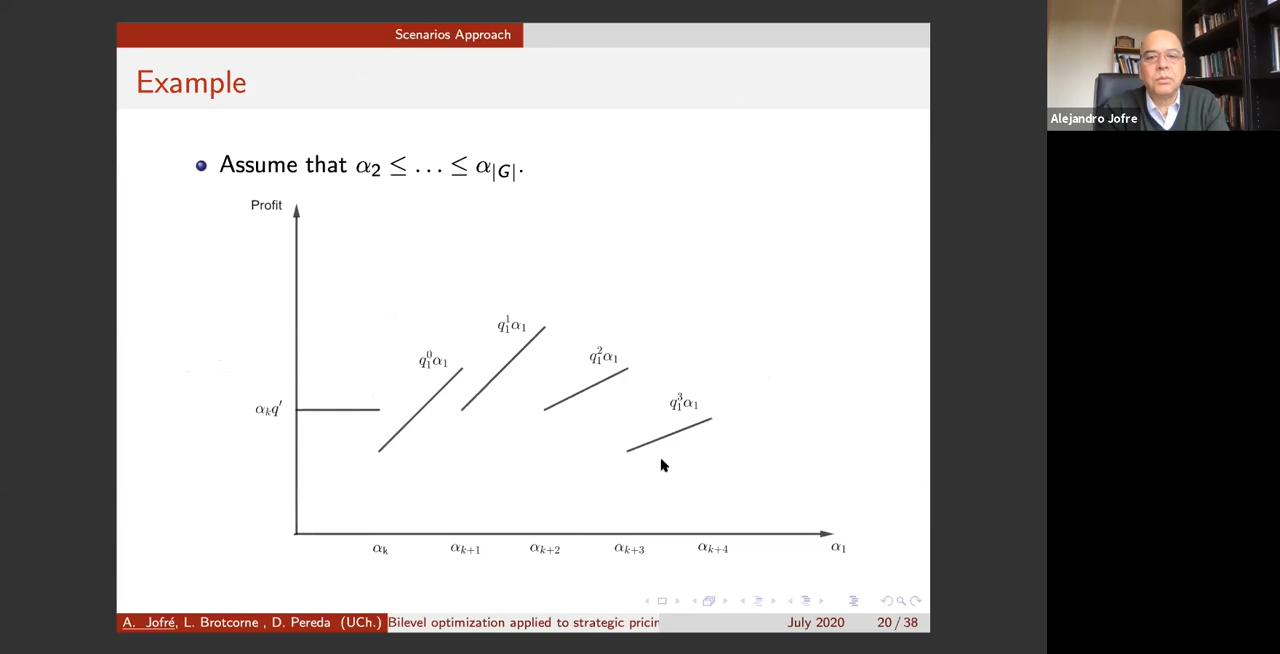 Scenarios Approach
Example
Assume that α₂ ≤ … ≤ α|G|.
Profit
q₁¹α₁
q₁⁰α₁
q₁²α₁
q₁³α₁
αₖq′
αₖ αₖ₊₁ αₖ₊₂ αₖ₊₃ αₖ₊₄ α₁
A. Jofré, L. Brotcorne , D. Pereda (UCh.) Bilevel optimization applied to strategic pricin July 2020 20 / 38
Alejandro Jofre